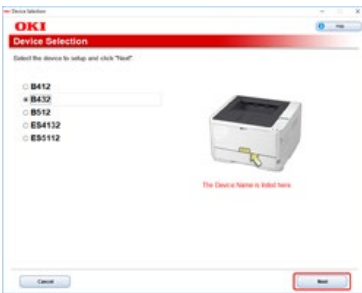 Device Selection
OKI
Device Selection
Select the device to setup and click "Next"
B412
B432
B512
ES4132
ES5112
The Device Name is listed here
Cancel
Next